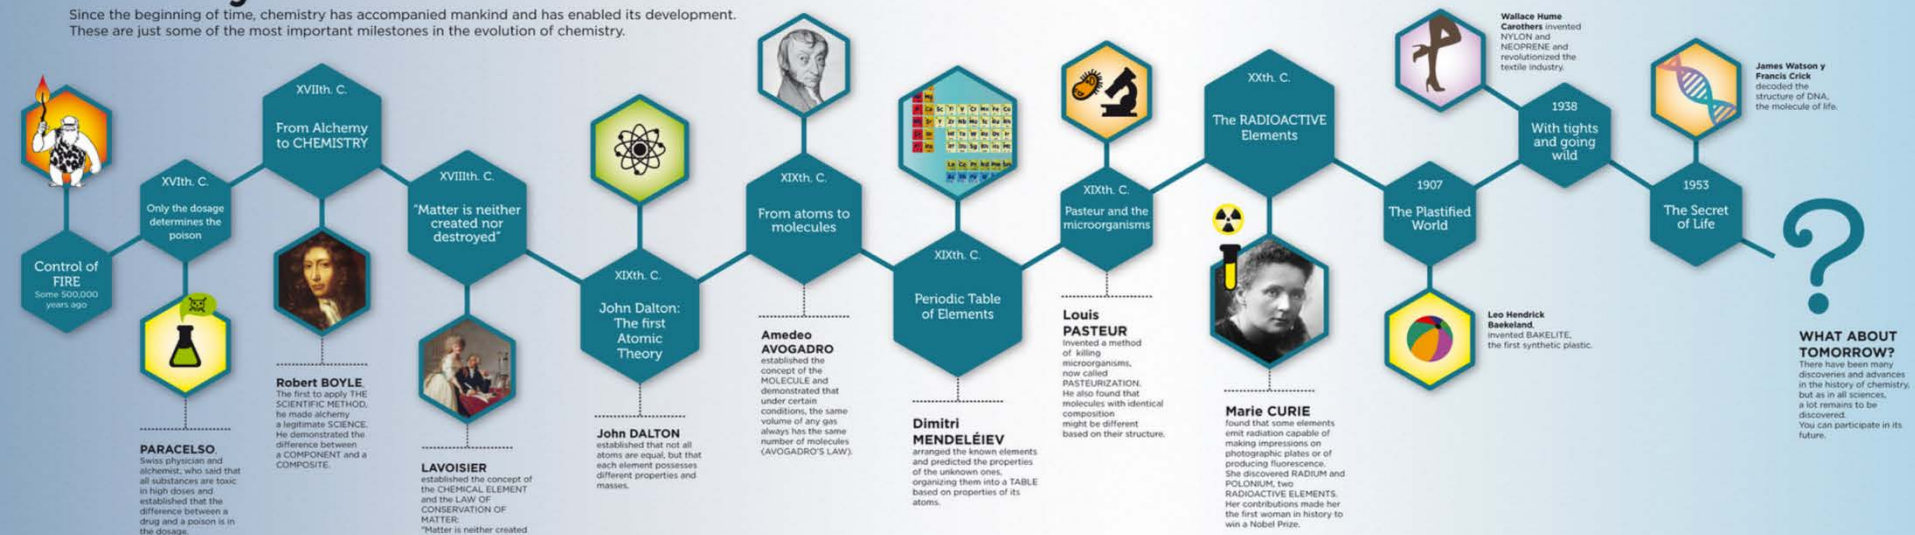 Since the beginning of time, chemistry has accompanied mankind and has enabled its development.
These are just some of the most important milestones in the evolution of chemistry.
Control of
FIRE
Some 500,000
years ago
XVIth. C.
Only the dosage
determines the
poison
PARACELSO.
Swiss physician and
alchemist, who said that
all substances are toxic
in high doses and
established that the
difference between a
drug and a poison is in
the dosage.
XVIIth. C.
From Alchemy
to CHEMISTRY
Robert BOYLE.
The first to apply THE
SCIENTIFIC METHOD,
he made alchemy
a legitimate SCIENCE.
He demonstrated the
difference between
a COMPONENT and a
COMPOSITE.
XVIIIth. C.
"Matter is neither
created nor
destroyed"
LAVOISIER
established the concept of
the CHEMICAL ELEMENT
and the LAW OF
CONSERVATION OF
MATTER:
"Matter is neither created
XIXth. C.
John Dalton:
The first
Atomic
Theory
John DALTON
established that not all
atoms are equal, but that
each element possesses
different properties and
masses.
XIXth. C.
From atoms to
molecules
Amedeo
AVOGADRO
established the
concept of the
MOLECULE and
demonstrated that
under certain
conditions, the same
volume of any gas
always has the same
number of molecules
(AVOGADRO'S LAW).
XIXth. C.
Periodic Table
of Elements
Dimitri
MENDELÉIEV
arranged the known elements
and predicted the properties
of the unknown ones,
organizing them into a TABLE
based on properties of its
atoms.
XIXth. C.
Pasteur and the
microorganisms
Louis
PASTEUR
Invented a method
of killing
microorganisms,
now called
PASTEURIZATION.
He also found that
molecules with identical
composition
might be different
based on their structure.
XXth. C.
The RADIOACTIVE
Elements
Marie CURIE
found that some elements
emit radiation capable of
making impressions on
photographic plates or of
producing fluorescence.
She discovered RADIUM and
POLONIUM, two
RADIOACTIVE ELEMENTS.
Her contributions made her
the first woman in history to
win a Nobel Prize.
1907
The Plastified
World
Leo Hendrick
Baekeland,
invented BAKELITE,
the first synthetic plastic.
Wallace Hume
Carothers invented
NYLON and
NEOPRENE and
revolutionized the
textile industry.
1938
With tights
and going
wild
James Watson y
Francis Crick
decoded the
structure of DNA,
the molecule of life.
1953
The Secret
of Life
?
WHAT ABOUT
TOMORROW?
There have been many
discoveries and advances
in the history of chemistry,
but as in all sciences,
a lot remains to be
discovered.
You can participate in its
future.